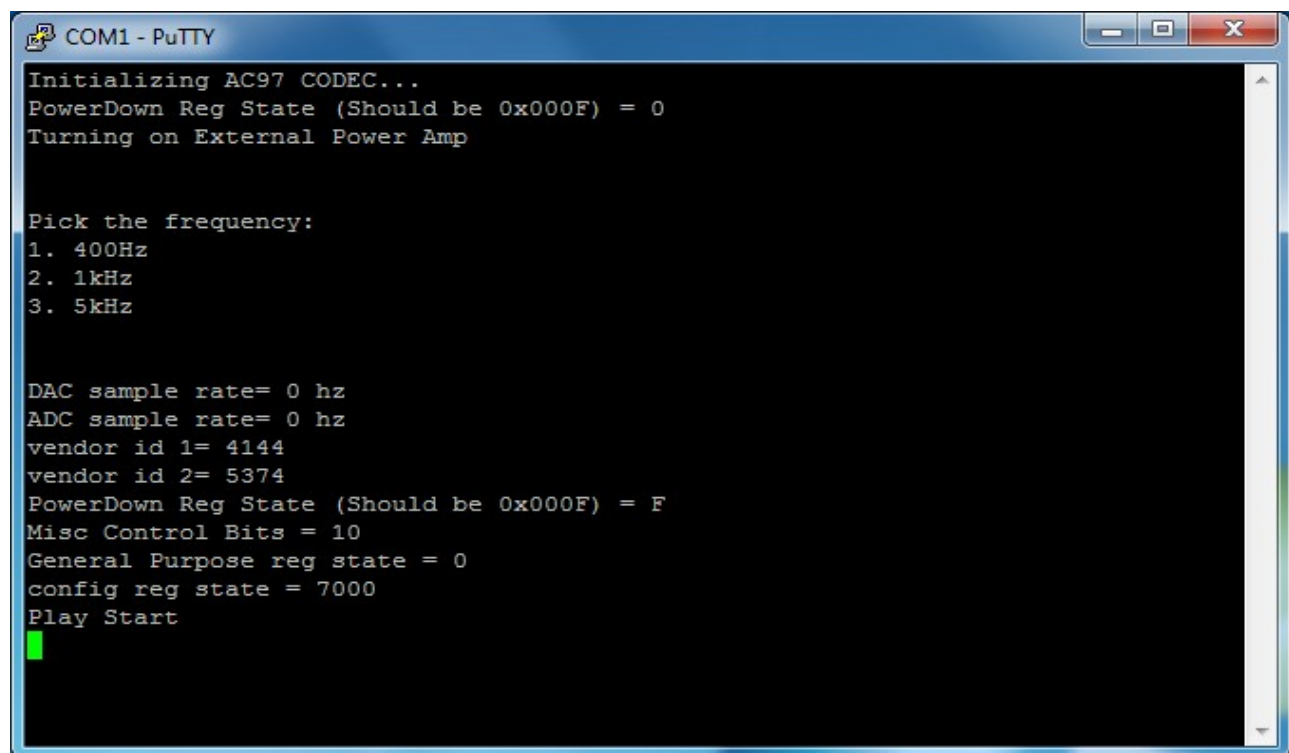 COM1 - PuTTY
Initializing AC97 CODEC...
PowerDown Reg State (Should be 0x000F) = 0
Turning on External Power Amp
Pick the frequency:
1. 400Hz
2. 1kHz
3. 5kHz
DAC sample rate= 0 hz
ADC sample rate= 0 hz
vendor id 1= 4144
vendor id 2= 5374
PowerDown Reg State (Should be 0x000F) = F
Misc Control Bits = 10
General Purpose reg state = 0
config reg state = 7000
Play Start